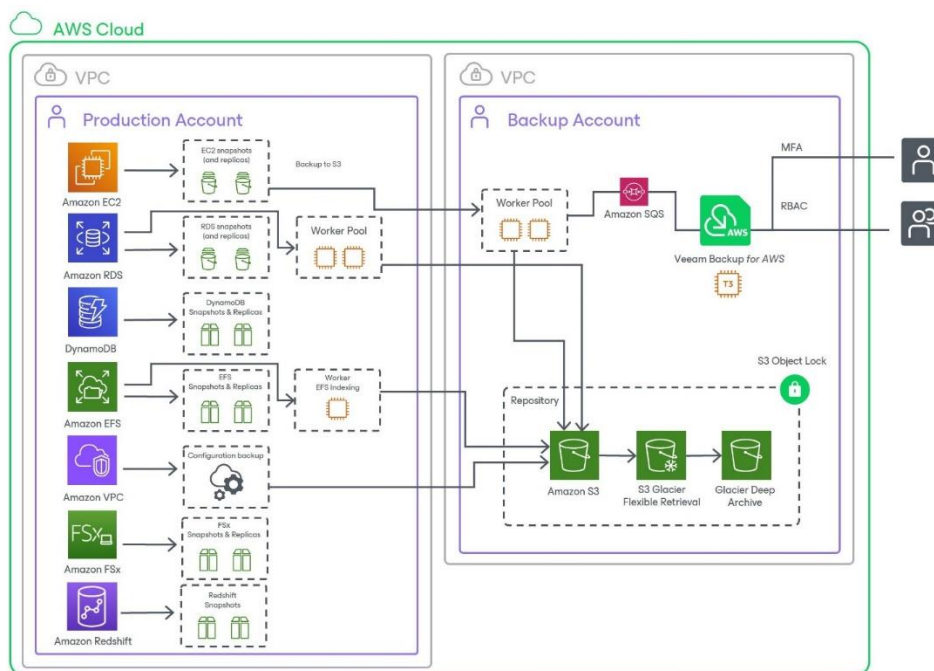 AWS Cloud
VPC
Production Account
Amazon EC2
EC2 snapshots
(and replicas)
Backup to S3
Amazon RDS
RDS snapshots
(and replicas)
Worker Pool
DynamoDB
DynamoDB
Snapshots & Replicas
Amazon EFS
EFS
Snapshots & Replicas
Worker
EFS Indexing
Amazon VPC
Configuration backup
Amazon FSx
FSx
FSx
Snapshots & Replicas
Amazon Redshift
Redshift
Snapshots
VPC
Backup Account
Worker Pool
Amazon SQS
AWS
Veeam Backup for AWS
T3
MFA
RBAC
S3 Object Lock
Repository
Amazon S3
S3 Glacier
Flexible Retrieval
Glacier Deep
Archive